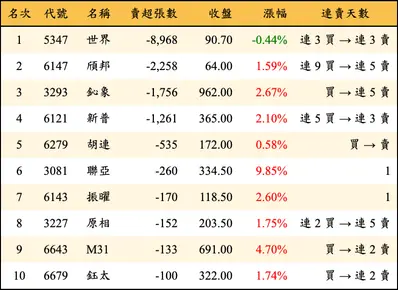 名次 代號 名稱 賣超張數 收盤 漲幅 連賣天數
1 5347 世界 -8,968 90.70 -0.44% 連 3 買 → 連 3 賣
2 6147 頎邦 -2,258 64.00 1.59% 連 9 買 → 連 5 賣
3 3293 鈊象 -1,756 962.00 2.67% 買 → 連 5 賣
4 6121 新普 -1,261 365.00 2.10% 連 5 買 → 連 3 賣
5 6279 胡連 -535 172.00 0.58% 買 → 賣
6 3081 聯亞 -260 334.50 9.85% 1
7 6143 振曜 -170 118.50 2.60% 1
8 3227 原相 -152 203.50 1.75% 連 2 買 → 連 5 賣
9 6643 M31 -133 691.00 4.70% 買 → 連 2 賣
10 6679 鈺太 -100 322.00 1.74% 買 → 連 2 賣